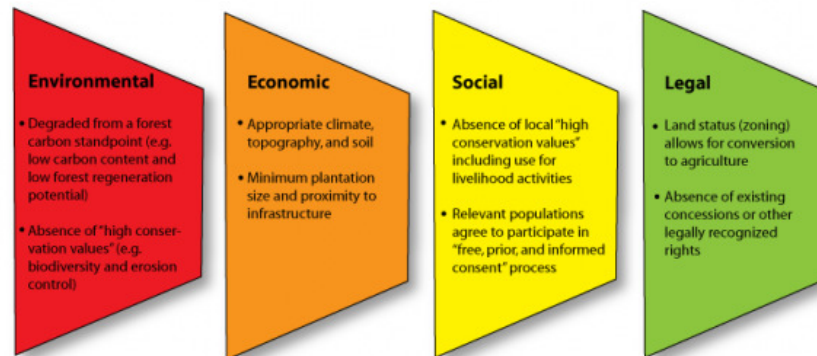 Environmental
• Degraded from a forest
carbon standpoint (e.g.
low carbon content and
low forest regeneration
potential)
• Absence of "high conser-
vation values" (e.g.
biodiversity and erosion
control)
Economic
• Appropriate climate,
topography, and soil
• Minimum plantation
size and proximity to
infrastructure
Social
• Absence of local "high
conservation values"
including use for
livelihood activities
• Relevant populations
agree to participate in
"free, prior, and informed
consent" process
Legal
• Land status (zoning)
allows for conversion
to agriculture
• Absence of existing
concessions or other
legally recognized
rights